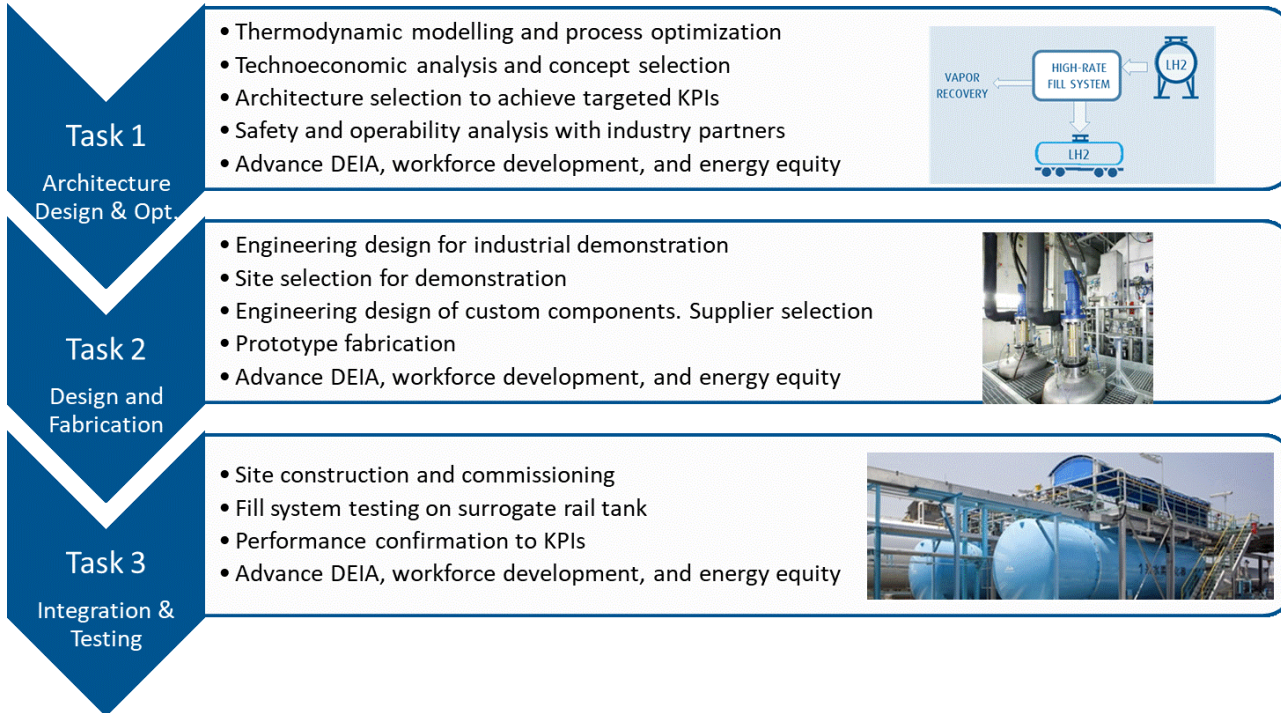 Task 1
Architecture
Design & Opt.
• Thermodynamic modelling and process optimization
• Technoeconomic analysis and concept selection
• Architecture selection to achieve targeted KPIs
• Safety and operability analysis with industry partners
• Advance DEIA, workforce development, and energy equity
VAPOR
RECOVERY
HIGH-RATE
FILL SYSTEM
LH2
LH2
Task 2
Design and
Fabrication
• Engineering design for industrial demonstration
• Site selection for demonstration
• Engineering design of custom components. Supplier selection
• Prototype fabrication
• Advance DEIA, workforce development, and energy equity
Task 3
Integration &
Testing
• Site construction and commissioning
• Fill system testing on surrogate rail tank
• Performance confirmation to KPIs
• Advance DEIA, workforce development, and energy equity